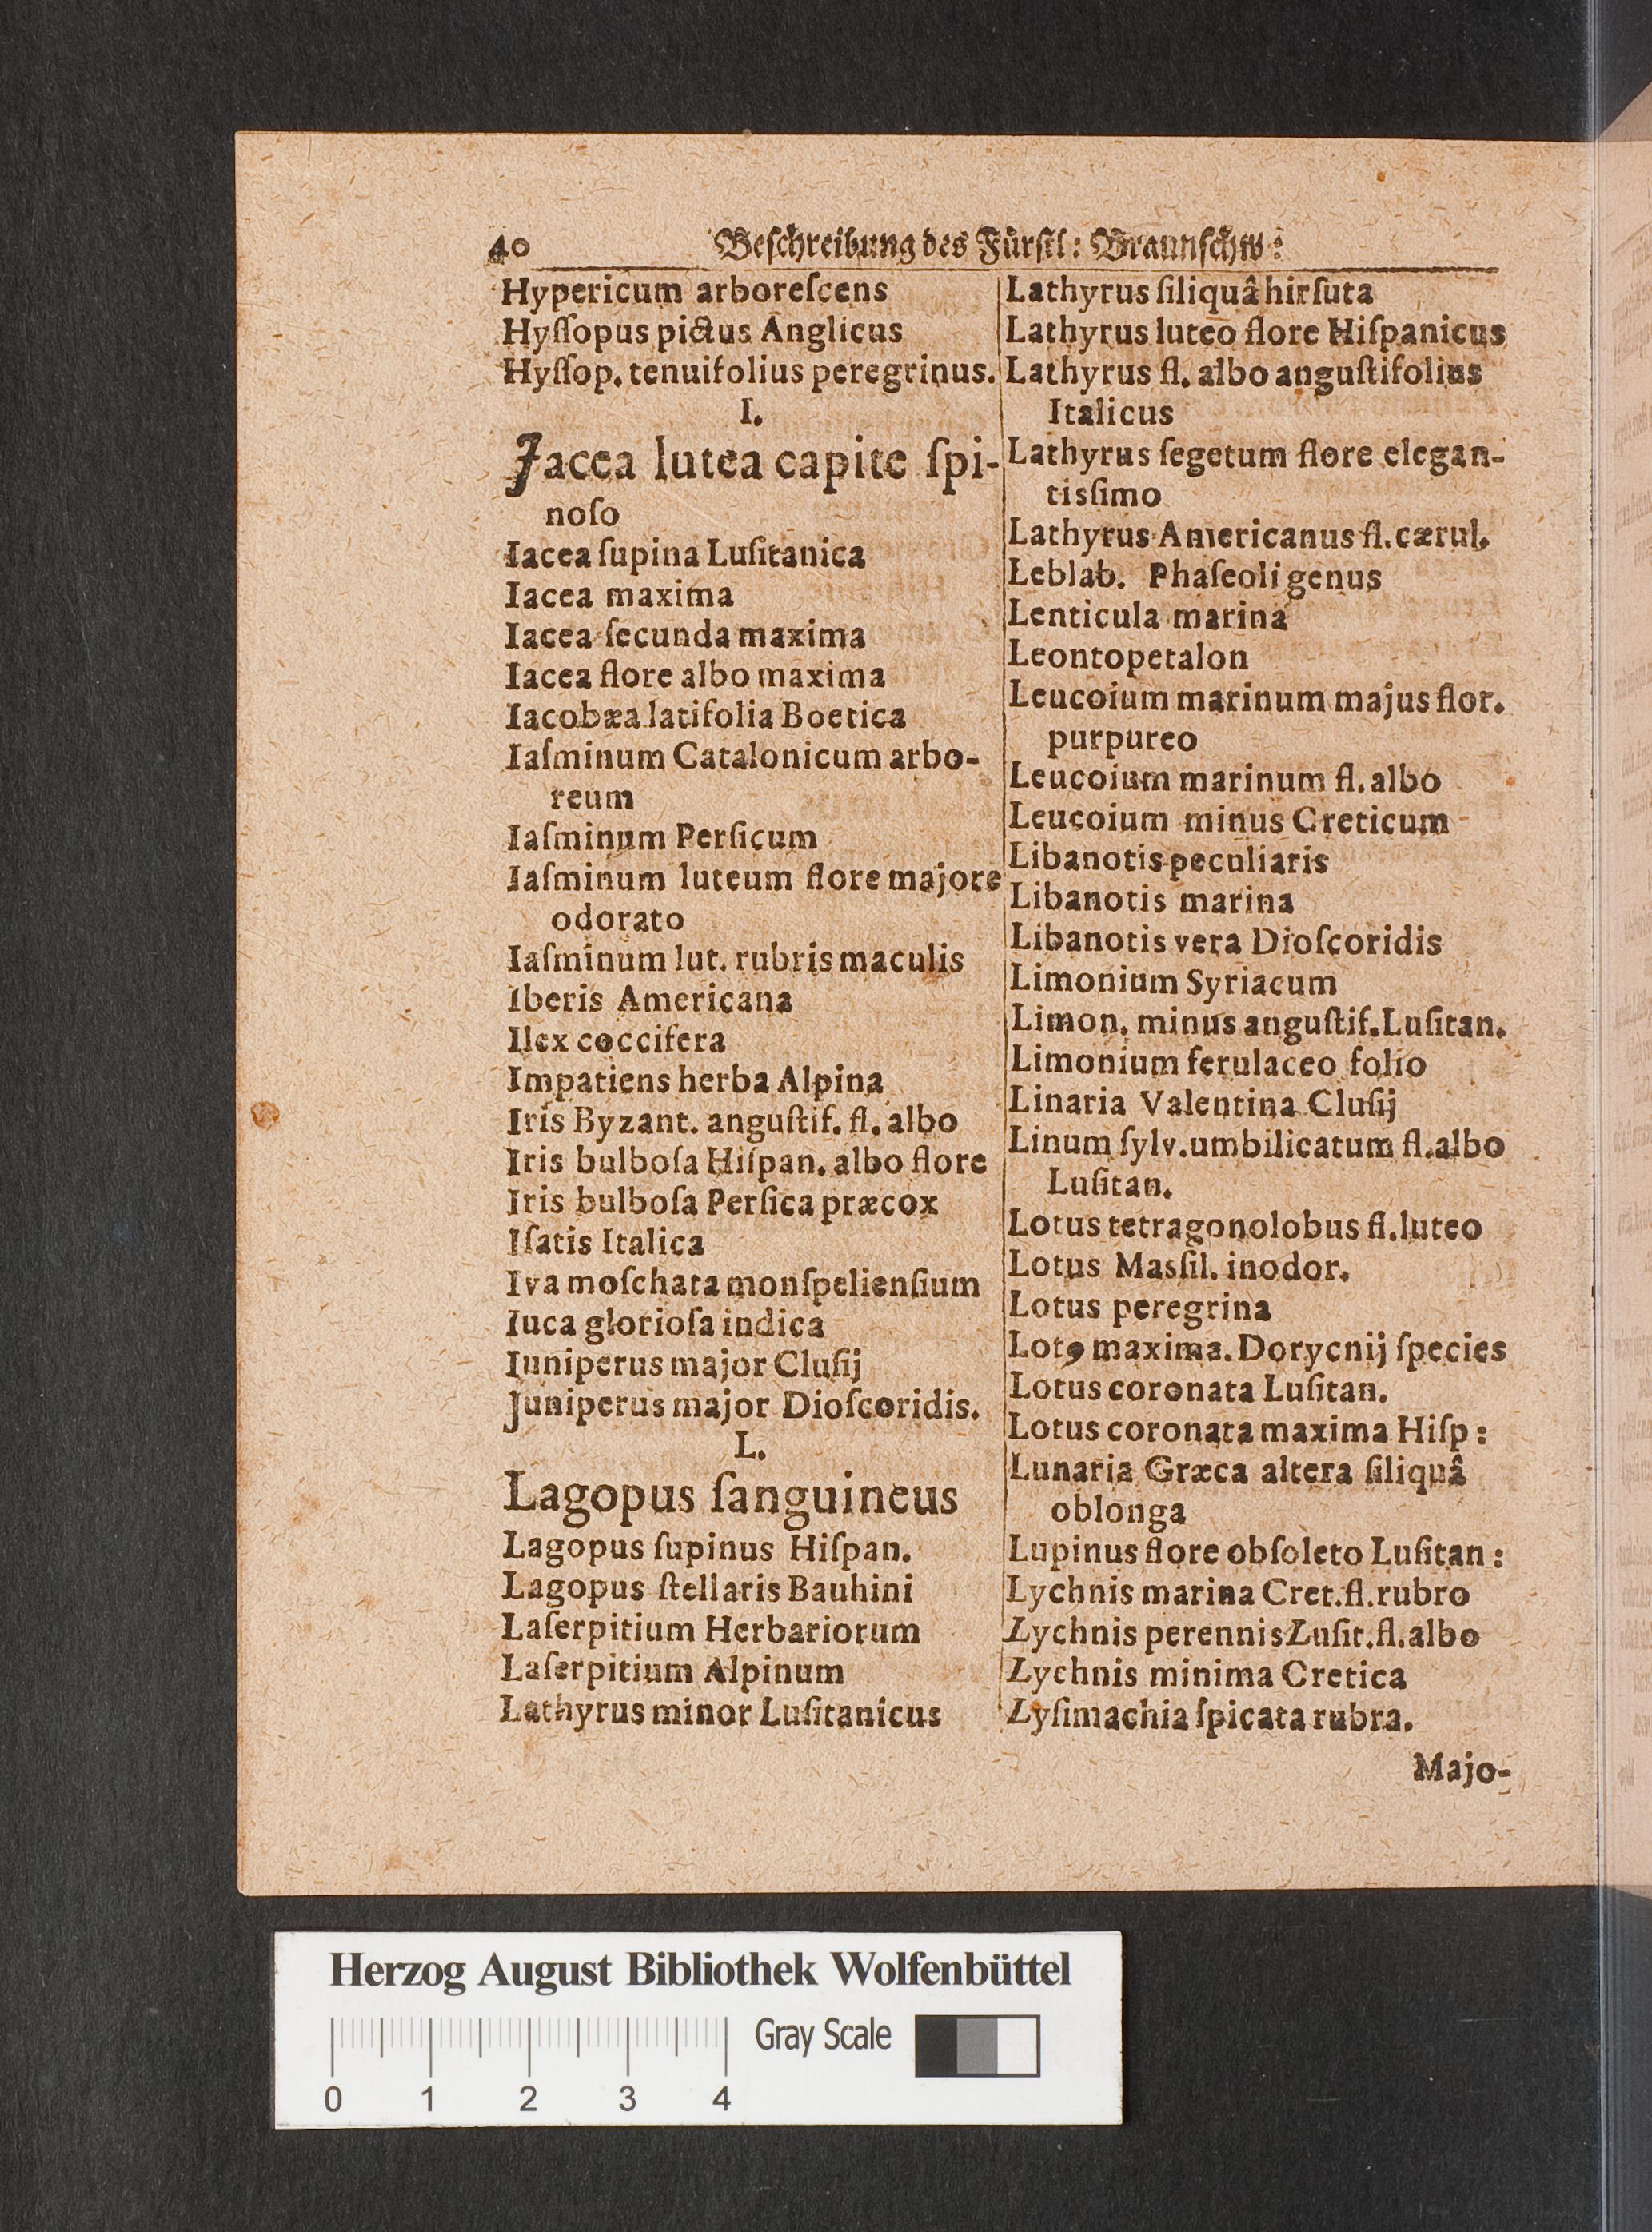 40 Beſchreibung des Fürſtl: Braunſchw:
Hypericum arboreſcens
Hyſſopus pictus Anglicus
Hyſſop. tenuifolius peregrinus.
I.
Jacea lutea capite ſpi-
noſo
Iacea ſupina Luſitanica
Iacea maxima
Iacea ſecunda maxima
Iacea flore albo maxima
Iacobæa latifolia Boetica
Iaſminum Catalonicum arbo-
reum
Iaſminum Perſicum
Iaſminum luteum flore majore
odorato
Iaſminum lut. rubris maculis
Iberis Americana
Ilex coccifera
Impatiens herba Alpina
Iris Byzant. anguſtif. fl. albo
Iris bulboſa Hiſpan. albo flore
Iris bulboſa Perſica præcox
Iſatis Italica
Iva moſchata monſpelienſium
Iuca glorioſa indica
Iuniperus major Cluſij
Juniperus major Dioſcoridis.
L.
Lagopus ſanguineus
Lagopus ſupinus Hiſpan.
Lagopus ſtellaris Bauhini
Laſerpitium Herbariorum
Laſerpitium Alpinum
Lathyrus minor Luſitanicus
Lathyrus ſiliquâ hirſuta
Lathyrus luteo flore Hiſpanicus
Lathyrus fl. albo anguſtifolius
Italicus
Lathyrus ſegetum flore elegan-
tisſimo
Lathyrus Americanus fl. cærul.
Leblab. Phaſeoli genus
Lenticula marina
Leontopetalon
Leucoium marinum majus flor.
purpureo
Leucoium marinum fl. albo
Leucoium minus Creticum
Libanotis peculiaris
Libanotis marina
Libanotis vera Dioſcoridis
Limonium Syriacum
Limon. minus anguſtif. Luſitan.
Limonium ferulaceo folio
Linaria Valentina Cluſij
Linum ſylv. umbilicatum fl. albo
Luſitan.
Lotus tetragonolobus fl. luteo
Lotus Masſil. inodor.
Lotus peregrina
Lotꝰ maxima. Dorycnij ſpecies
Lotus coronata Luſitan.
Lotus coronata maxima Hiſp:
Lunaria Græca altera ſiliquâ
oblonga
Lupinus flore obſoleto Luſitan:
Lychnis marina Cret. fl. rubro
Lychnis perennis Luſit. fl. albo
Lychnis minima Cretica
Lyſimachia ſpicata rubra.
Majo-
Herzog August Bibliothek Wolfenbüttel
Gray Scale
0 1 2 3 4